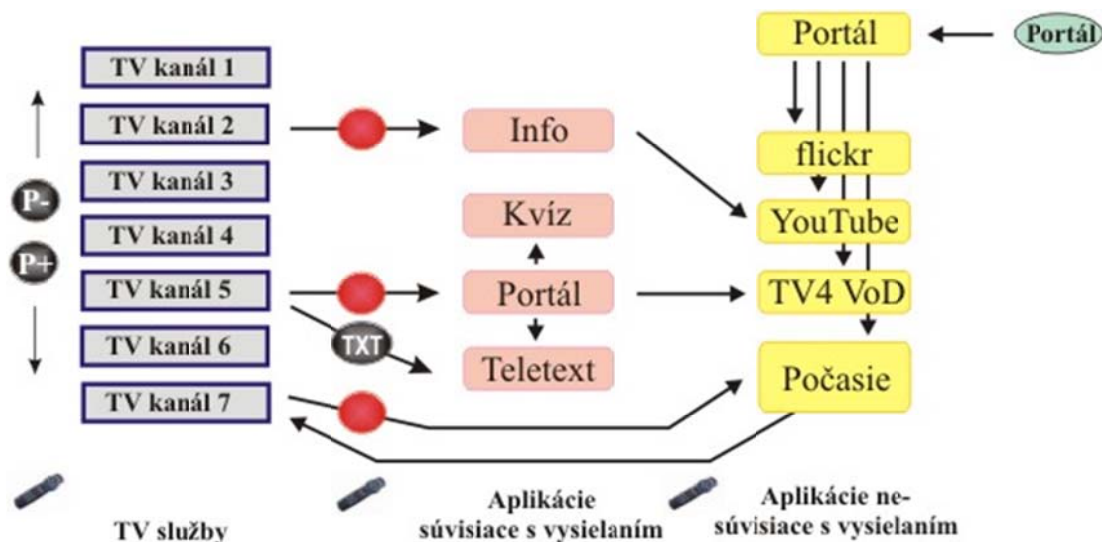 Portál
Portál
TV kanál 1
TV kanál 2
Info
TV kanál 3
flickr
P-
Kvíz
YouTube
TV kanál 4
P+
TV kanál 5
Portál
TV4 VoD
TXT
TV kanál 6
Teletext
Počasie
TV kanál 7
TV služby
Aplikácie
súvisiace s vysielaním
Aplikácie ne-
súvisiace s vysielaním